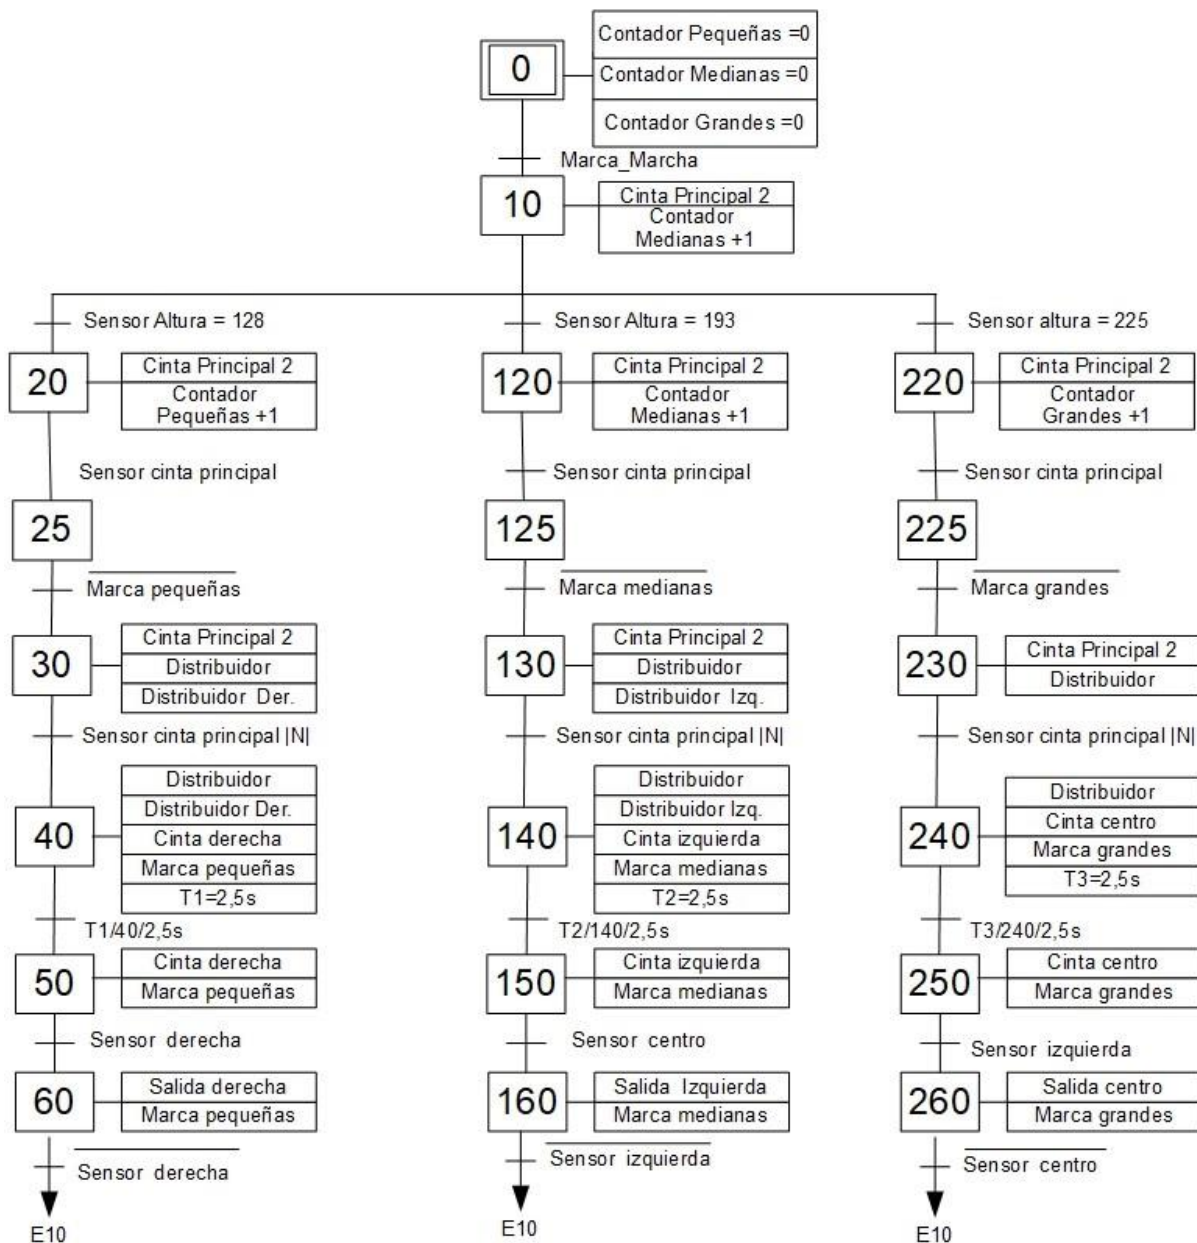 0
Contador Pequeñas =0
Contador Medianas =0
Contador Grandes =0
Marca_Marcha
10
Cinta Principal 2
Contador
Medianas +1
Sensor Altura = 128
Sensor Altura = 193
Sensor altura = 225
20
Cinta Principal 2
Contador
Pequeñas +1
120
Cinta Principal 2
Contador
Medianas +1
220
Cinta Principal 2
Contador
Grandes +1
Sensor cinta principal
Sensor cinta principal
Sensor cinta principal
25
125
225
Marca pequeñas
Marca medianas
Marca grandes
30
Cinta Principal 2
Distribuidor
Distribuidor Der.
130
Cinta Principal 2
Distribuidor
Distribuidor Izq.
230
Cinta Principal 2
Distribuidor
Sensor cinta principal |N|
Sensor cinta principal |N|
Sensor cinta principal |N|
40
Distribuidor
Distribuidor Der.
Cinta derecha
Marca pequeñas
T1=2,5s
140
Distribuidor
Distribuidor Izq.
Cinta izquierda
Marca medianas
T2=2,5s
240
Distribuidor
Cinta centro
Marca grandes
T3=2,5s
T1/40/2,5s
T2/140/2,5s
T3/240/2,5s
50
Cinta derecha
Marca pequeñas
150
Cinta izquierda
Marca medianas
250
Cinta centro
Marca grandes
Sensor derecha
Sensor centro
Sensor izquierda
60
Salida derecha
Marca pequeñas
160
Salida Izquierda
Marca medianas
260
Salida centro
Marca grandes
Sensor derecha
Sensor izquierda
Sensor centro
E10
E10
E10